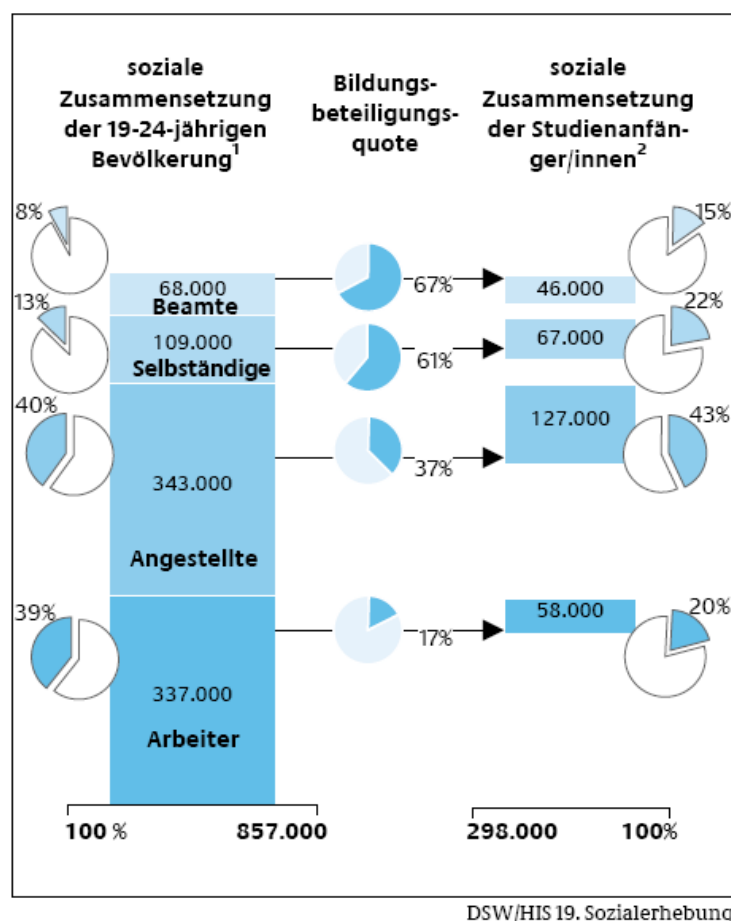 soziale
Zusammensetzung
der 19-24-jährigen
Bevölkerung1
Bildungs-
beteiligungs-
quote
soziale
Zusammensetzung
der Studienanfän-
ger/innen2
8%
68.000
Beamte
67%
46.000
15%
13%
109.000
Selbständige
61%
67.000
22%
40%
343.000
Angestellte
37%
127.000
43%
39%
337.000
Arbeiter
17%
58.000
20%
100 %
857.000
298.000
100%
DSW/HIS 19. Sozialerhebung